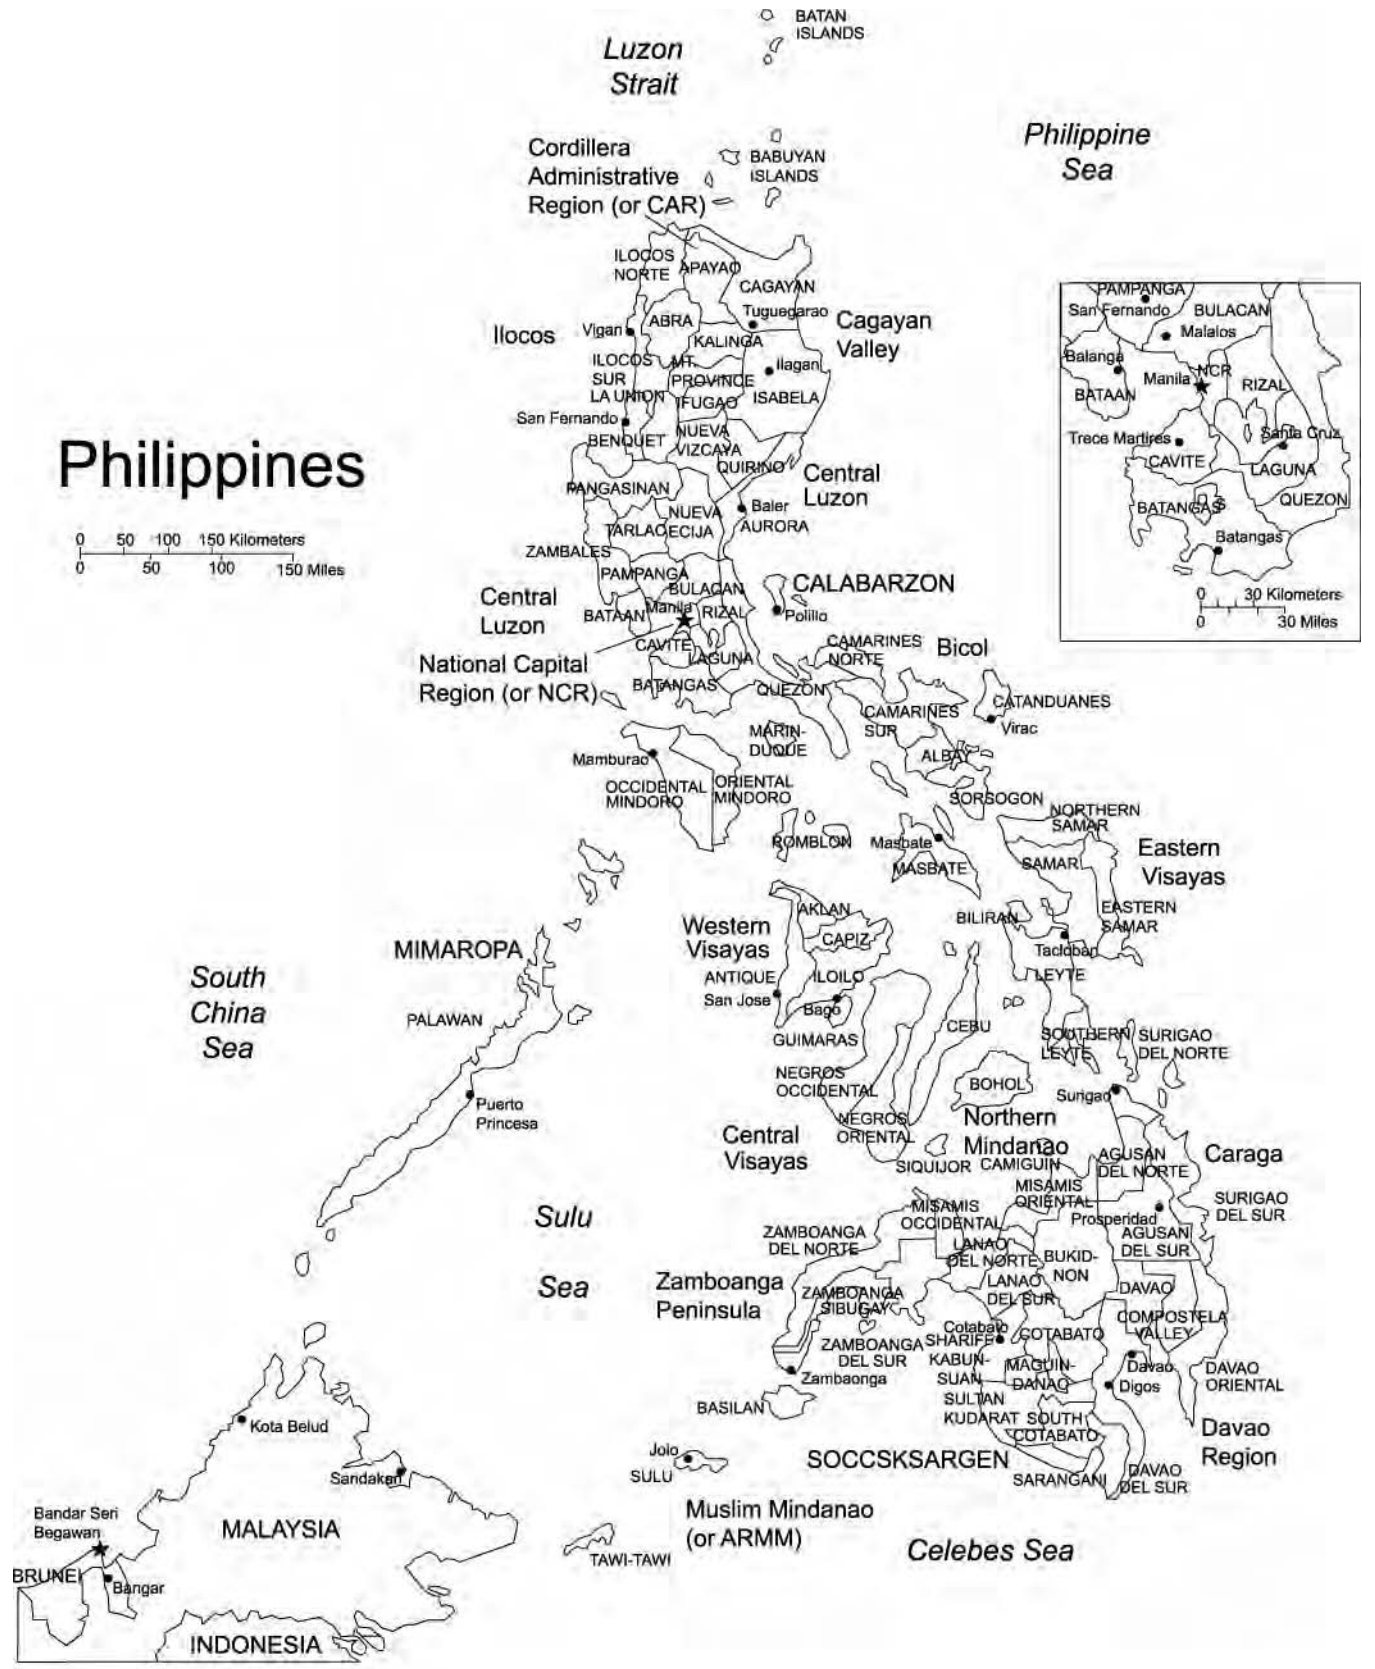 BATAN
ISLANDS
Luzon
Strait
Philippine
Sea
Cordillera
Administrative
Region (or CAR)
BABUYAN
ISLANDS
ILOCOS
NORTE
APAYAO
CAGAYAN
Tuguegarao
Cagayan
Valley
Ilocos
Vigan
ABRA
KALINGA
ILOCOS
SUR
MT.
PROVINCE
Ilagan
LA UNION
IFUGAO
ISABELA
San Fernando
BENQUET
NUEVA
VIZCAYA
QUIRINO
Central
Luzon
Philippines
0 50 100 150 Kilometers
0 50 100 150 Miles
PANGASINAN
NUEVA
ECIJA
TARLAC
Baler
AURORA
ZAMBALES
PAMPANGA
BULACAN
CALABARZON
Central
Luzon
BATAAN
Manila
RIZAL
Polillo
National Capital
Region (or NCR)
CAVITE
LAGUNA
BATANGAS
QUEZON
CAMARINES
NORTE
Bicol
CATANDUANES
Virac
CAMARINES
SUR
ALBAY
SORSOGON
MARIN-
DUQUE
Mamburao
OCCIDENTAL
MINDORO
ORIENTAL
MINDORO
ROMBLON
Masbate
MASBATE
NORTHERN
SAMAR
SAMAR
Eastern
Visayas
EASTERN
SAMAR
BILIRAN
Tacloban
LEYTE
SOUTHERN
LEYTE
PAMPANGA
San Fernando
BULACAN
Malalos
Balanga
BATAAN
Manila
NCR
RIZAL
Trece Martires
Santa Cruz
CAVITE
LAGUNA
BATANGAS
QUEZON
Batangas
0 30 Kilometers
0 30 Miles
Western
Visayas
AKLAN
CAPIZ
ANTIQUE
ILOILO
San Jose
Bago
GUIMARAS
MIMAROPA
PALAWAN
Puerto
Princesa
South
China
Sea
NEGROS
OCCIDENTAL
NEGROS
ORIENTAL
CEBU
BOHOL
Central
Visayas
SIQUIJOR
SURIGAO
DEL NORTE
Surigao
Northern
Mindanao
CAMIGUIN
AGUSAN
DEL NORTE
Caraga
MISAMIS
ORIENTAL
Prosperidad
SURIGAO
DEL SUR
AGUSAN
DEL SUR
Sulu
Sea
MISAMIS
OCCIDENTAL
ZAMBOANGA
DEL NORTE
LANAO
DEL NORTE
BUKID-
NON
Zamboanga
Peninsula
ZAMBOANGA
SIBUGAY
LANAO
DEL SUR
DAVAO
COMPOSTELA
VALLEY
ZAMBOANGA
DEL SUR
Cotabato
SHARIFF
KABUN-
SUAN
COTABATO
MAGUIN-
DANAO
Zambaonga
Davao
Digos
DAVAO
ORIENTAL
BASILAN
SULTAN
KUDARAT
SOUTH
COTABATO
Davao
Region
SOCCSKSARGEN
SARANGANI
DAVAO
DEL SUR
Jolo
SULU
Muslim Mindanao
(or ARMM)
TAWI-TAWI
Celebes Sea
Kota Belud
Sandakan
Bandar Seri
Begawan
MALAYSIA
BRUNEI
Bangar
INDONESIA